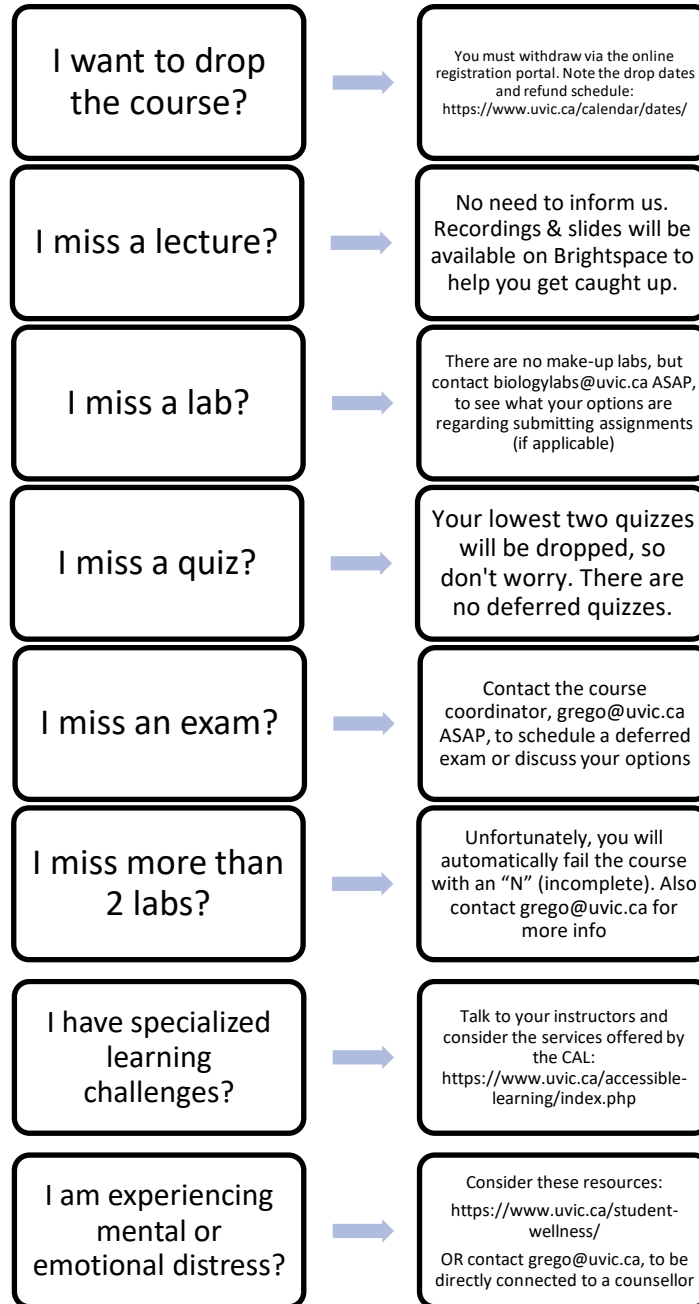 I want to drop
the course?
You must withdraw via the online
registration portal. Note the drop dates
and refund schedule:
https://www.uvic.ca/calendar/dates/
I miss a lecture?
No need to inform us.
Recordings & slides will be
available on Brightspace to
help you get caught up.
I miss a lab?
There are no make-up labs, but
contact biologylabs@uvic.ca ASAP,
to see what your options are
regarding submitting assignments
(if applicable)
I miss a quiz?
Your lowest two quizzes
will be dropped, so
don't worry. There are
no deferred quizzes.
I miss an exam?
Contact the course
coordinator, grego@uvic.ca
ASAP, to schedule a deferred
exam or discuss your options
I miss more than
2 labs?
Unfortunately, you will
automatically fail the course
with an “N” (incomplete). Also
contact grego@uvic.ca for
more info
I have specialized
learning
challenges?
Talk to your instructors and
consider the services offered by
the CAL:
https://www.uvic.ca/accessible-
learning/index.php
I am experiencing
mental or
emotional distress?
Consider these resources:
https://www.uvic.ca/student-
wellness/
OR contact grego@uvic.ca, to be
directly connected to a counsellor